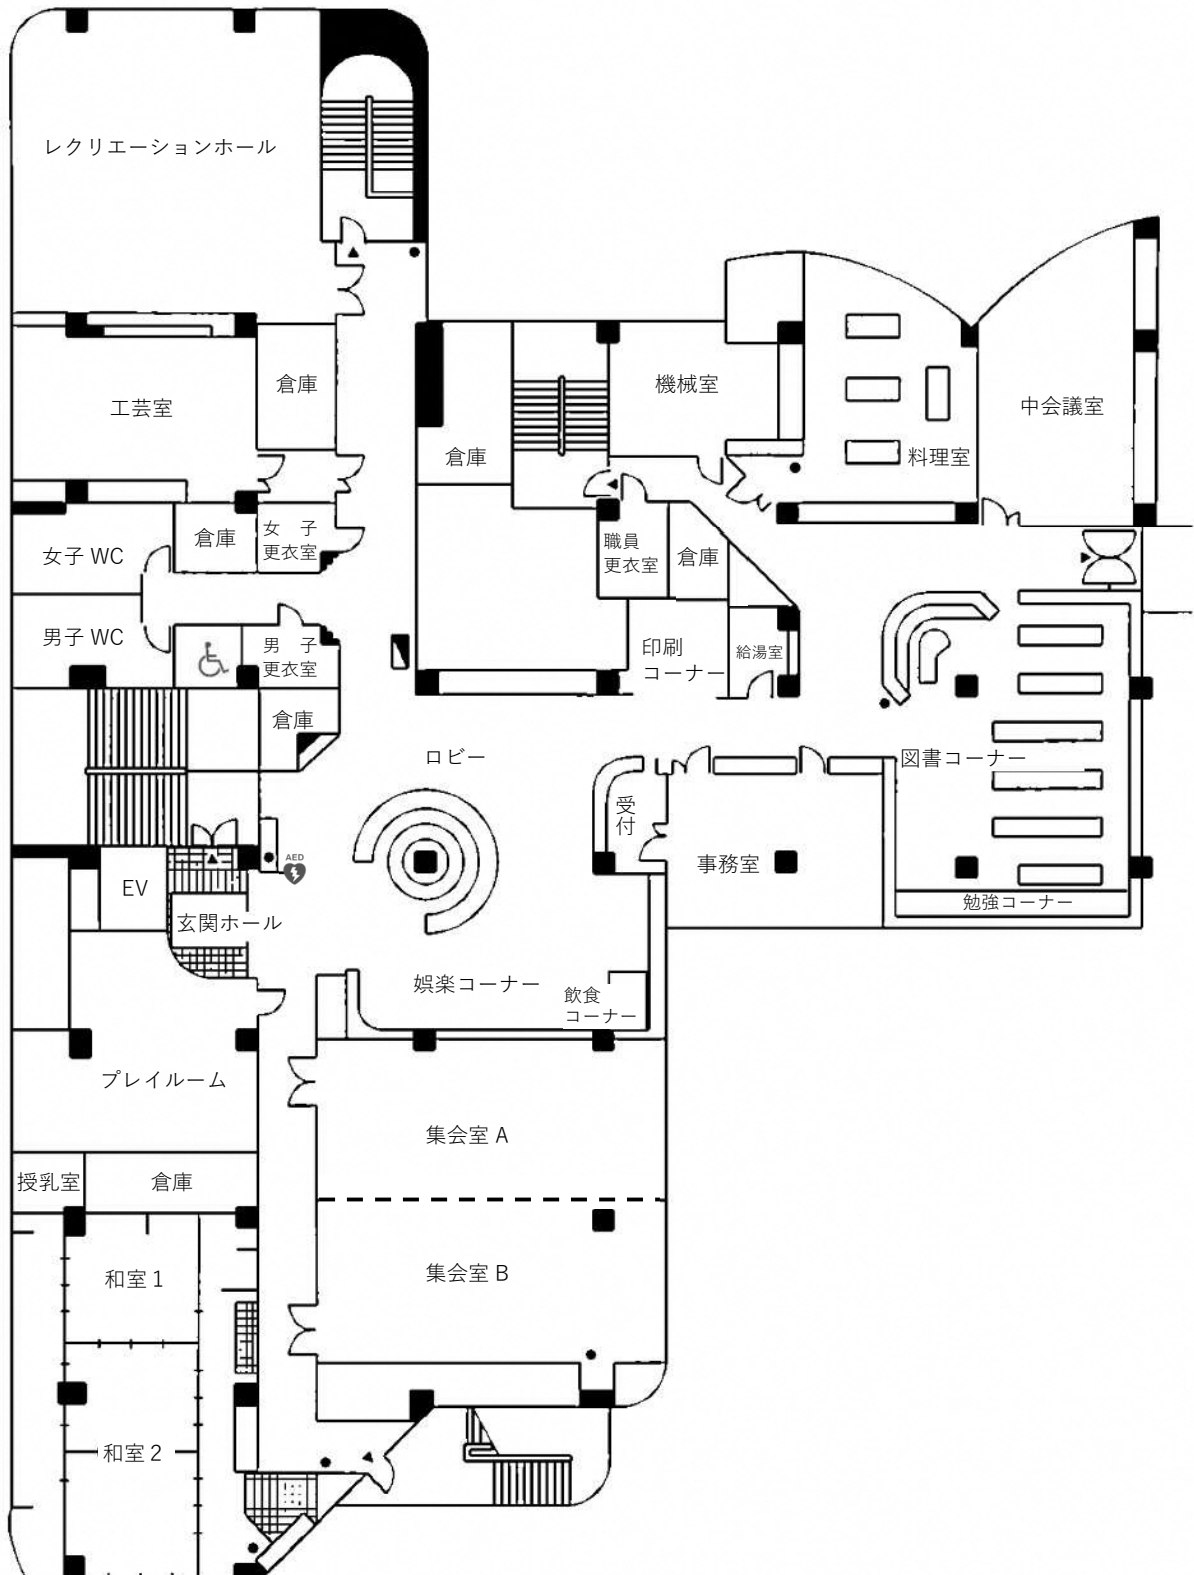 レクリエーションホール
工芸室
倉庫
倉庫
機械室
料理室
中会議室
女子 WC
倉庫
女 子
更衣室
職員
更衣室
倉庫
男子 WC
男 子
更衣室
印刷
コーナー
給湯室
倉庫
ロビー
受
付
図書コーナー
AED
EV
事務室
勉強コーナー
玄関ホール
娯楽コーナー
飲食
コーナー
プレイルーム
集会室 A
授乳室
倉庫
和室 1
集会室 B
和室 2